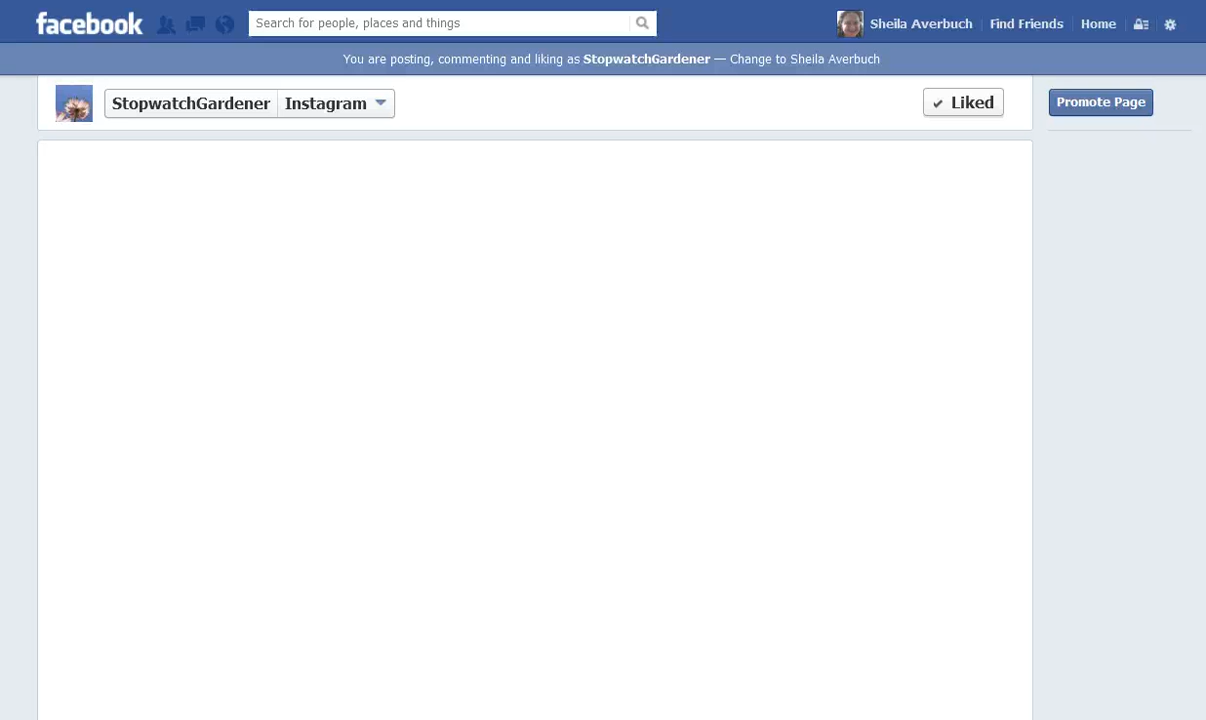 facebook Search for people, places and things Sheila Averbuch Find Friends Home
You are posting, commenting and liking as StopwatchGardener — Change to Sheila Averbuch
StopwatchGardener Instagram Liked Promote Page